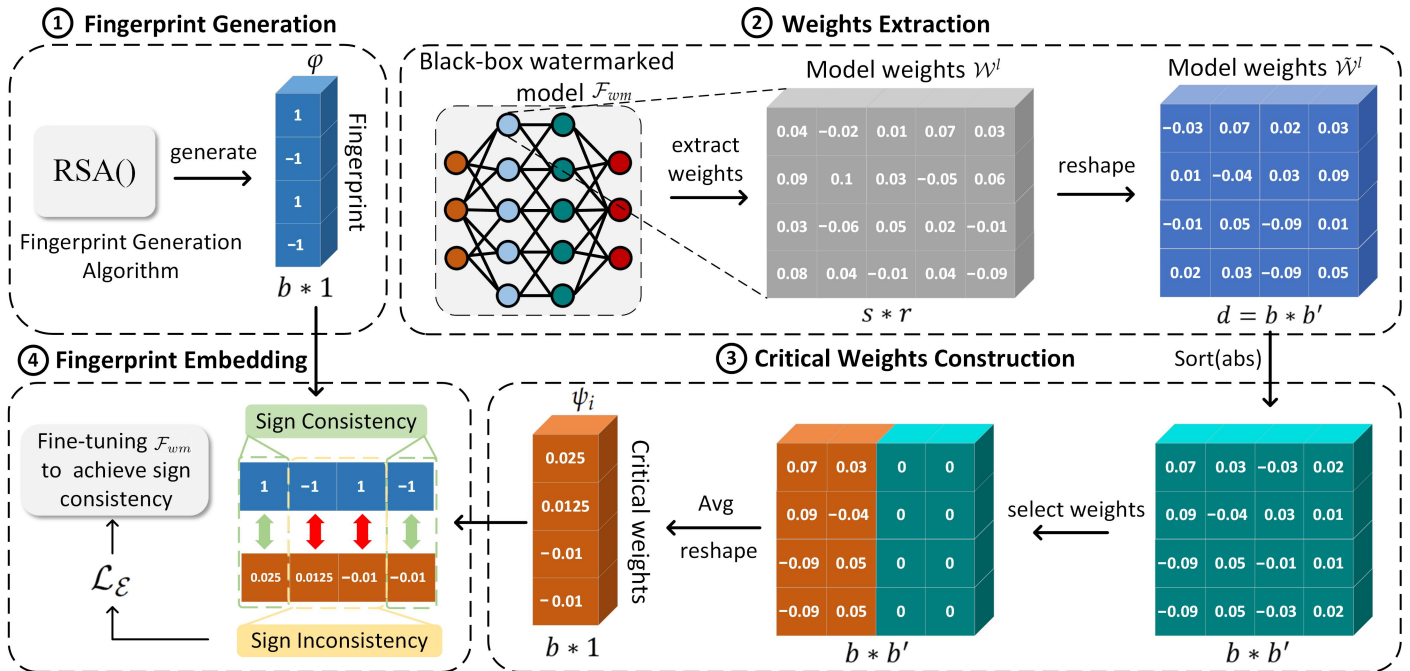 ① Fingerprint Generation
φ
1
−1
1
−1
Fingerprint
b ∗ 1
RSA()
generate
Fingerprint Generation
Algorithm
② Weights Extraction
Black-box watermarked
model ℱwm
extract
weights
Model weights 𝒲^l
0.04 −0.02 0.01 0.07 0.03
0.09 0.1 0.03 −0.05 0.06
0.03 −0.06 0.05 0.02 −0.01
0.08 0.04 −0.01 0.04 −0.09
s ∗ r
reshape
Model weights 𝒲̃^l
−0.03 0.07 0.02 0.03
0.01 −0.04 0.03 0.09
−0.01 0.05 −0.09 0.01
0.02 0.03 −0.09 0.05
d = b ∗ b′
Sort(abs)
③ Critical Weights Construction
0.07 0.03 −0.03 0.02
0.09 −0.04 0.03 0.01
−0.09 0.05 −0.01 0.01
−0.09 0.05 −0.03 0.02
b ∗ b′
select weights
0.07 0.03 0 0
0.09 −0.04 0 0
−0.09 0.05 0 0
−0.09 0.05 0 0
b ∗ b′
Avg
reshape
ψi
0.025
0.0125
−0.01
−0.01
Critical weights
b ∗ 1
④ Fingerprint Embedding
Sign Consistency
1 −1 1 −1
0.025 0.0125 −0.01 −0.01
Sign Inconsistency
ℒℰ
Fine-tuning ℱwm
to achieve sign
consistency